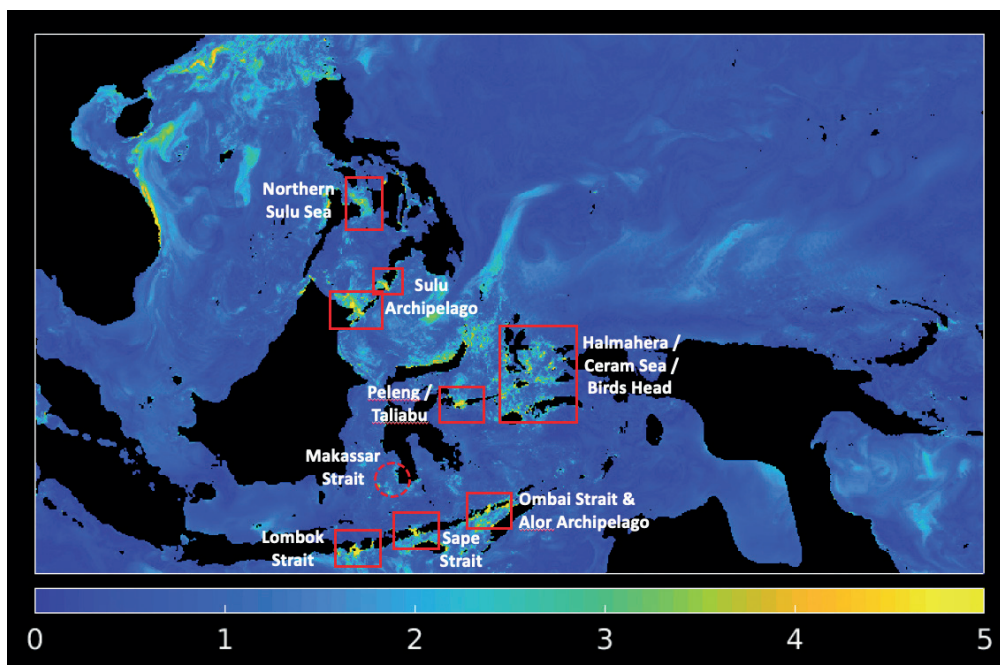 Northern
Sulu Sea
Sulu
Archipelago
Halmahera /
Ceram Sea /
Birds Head
Peleng /
Taliabu
Makassar
Strait
Ombai Strait &
Alor Archipelago
Lombok
Strait
Sape
Strait
0 1 2 3 4 5